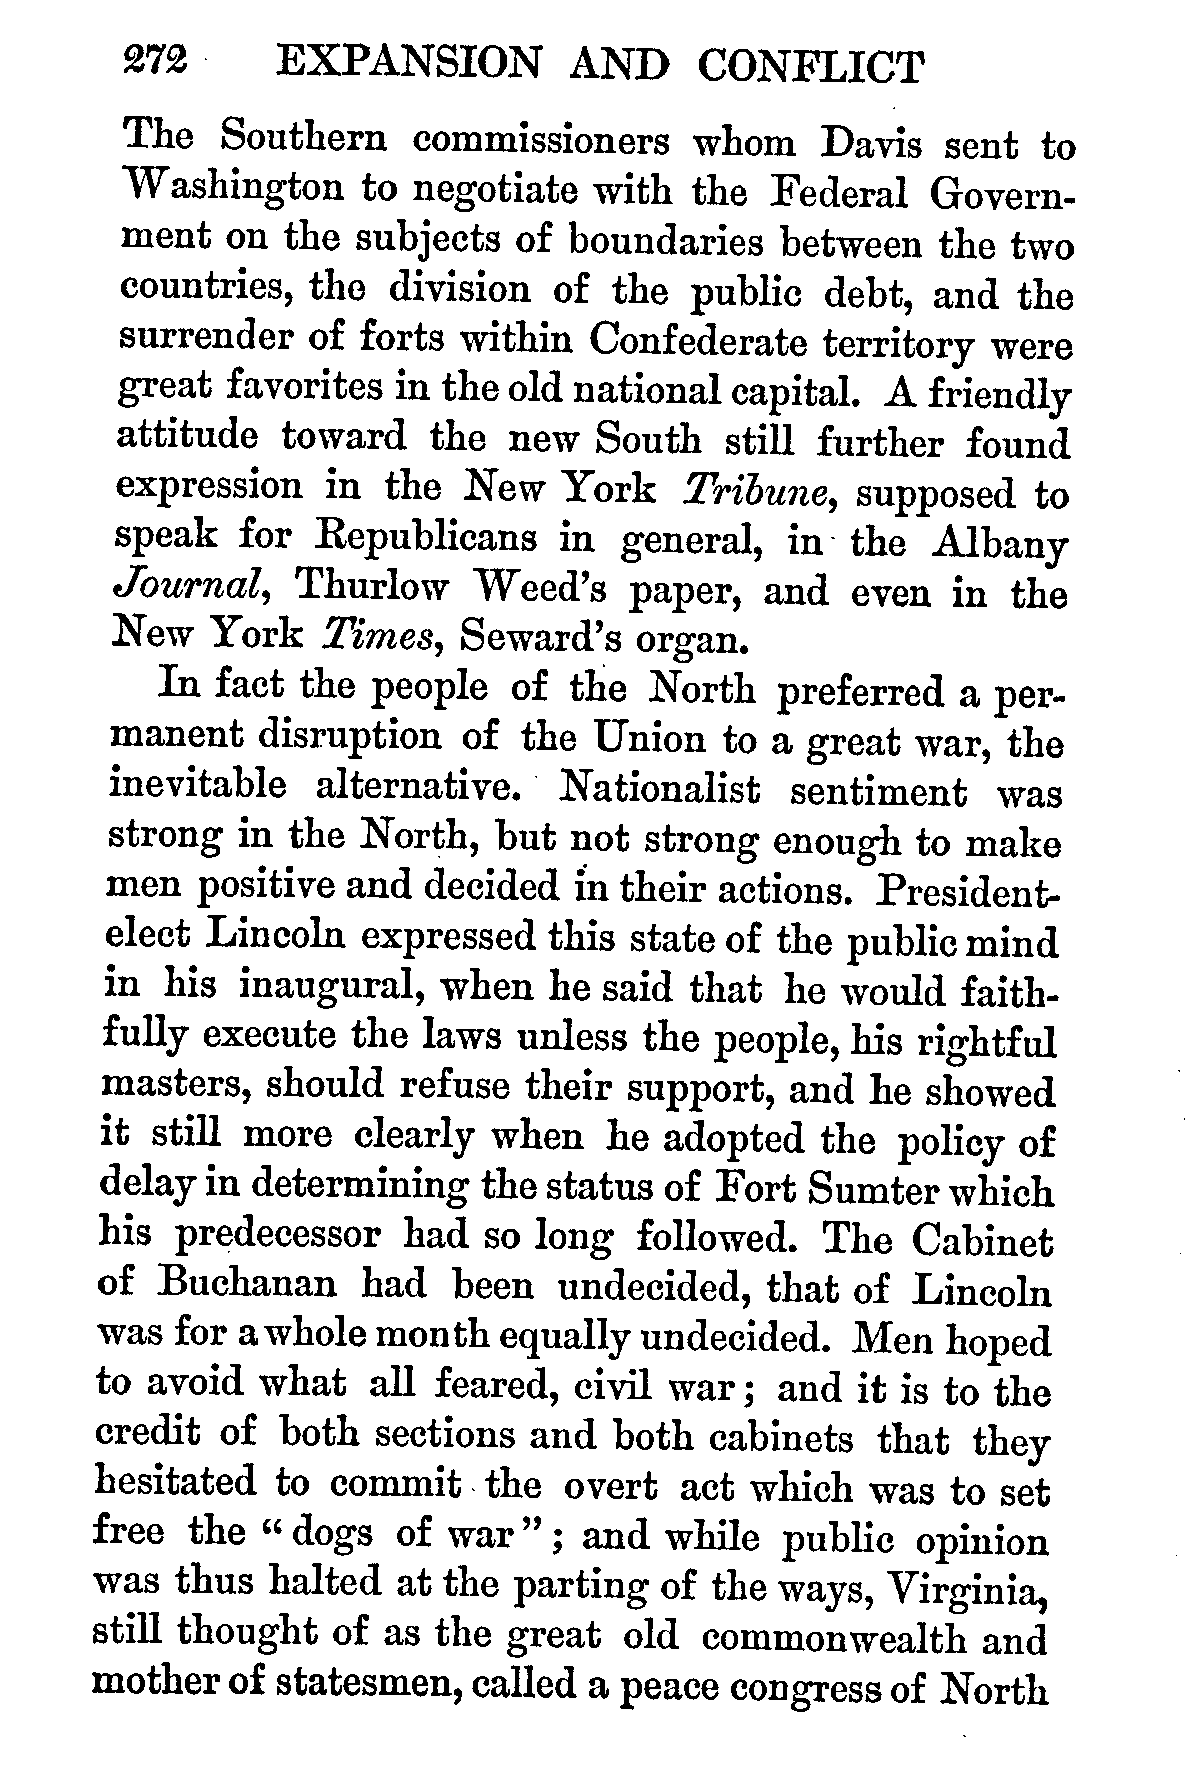 272 EXPANSION AND CONFLICT
The Southern commissioners whom Davis sent to
Washington to negotiate with the Federal Govern-
ment on the subjects of boundaries between the two
countries, the division of the public debt, and the
surrender of forts within Confederate territory were
great favorites in the old national capital. A friendly
attitude toward the new South still further found
expression in the New York Tribune, supposed to
speak for Republicans in general, in the Albany
Journal, Thurlow Weed's paper, and even in the
New York Times, Seward's organ.
In fact the people of the North preferred a per-
manent disruption of the Union to a great war, the
inevitable alternative. Nationalist sentiment was
strong in the North, but not strong enough to make
men positive and decided in their actions. President-
elect Lincoln expressed this state of the public mind
in his inaugural, when he said that he would faith-
fully execute the laws unless the people, his rightful
masters, should refuse their support, and he showed
it still more clearly when he adopted the policy of
delay in determining the status of Fort Sumter which
his predecessor had so long followed. The Cabinet
of Buchanan had been undecided, that of Lincoln
was for a whole month equally undecided. Men hoped
to avoid what all feared, civil war; and it is to the
credit of both sections and both cabinets that they
hesitated to commit the overt act which was to set
free the "dogs of war"; and while public opinion
was thus halted at the parting of the ways, Virginia,
still thought of as the great old commonwealth and
mother of statesmen, called a peace congress of North